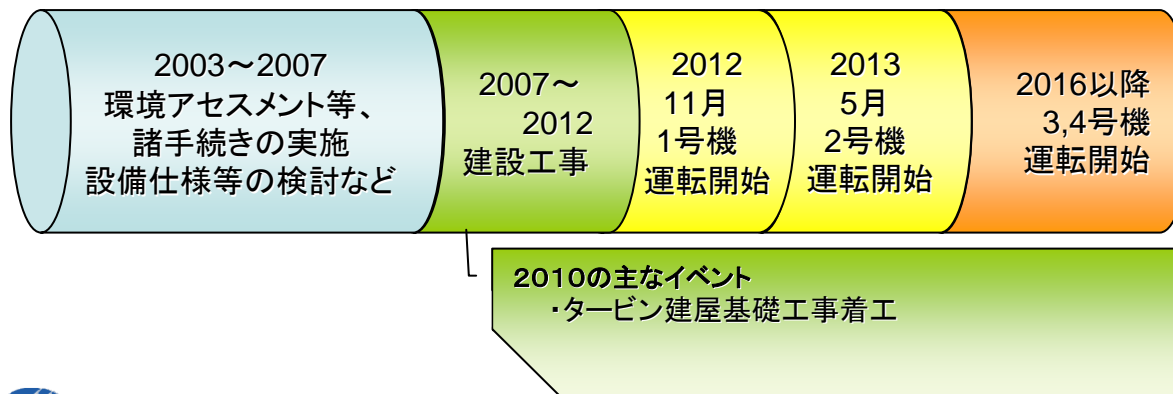 2003～2007
環境アセスメント等、
諸手続きの実施
設備仕様等の検討など
2007～
2012
建設工事
2012
11月
1号機
運転開始
2013
5月
2号機
運転開始
2016以降
3,4号機
運転開始
２０１０の主なイベント
・タービン建屋基礎工事着工